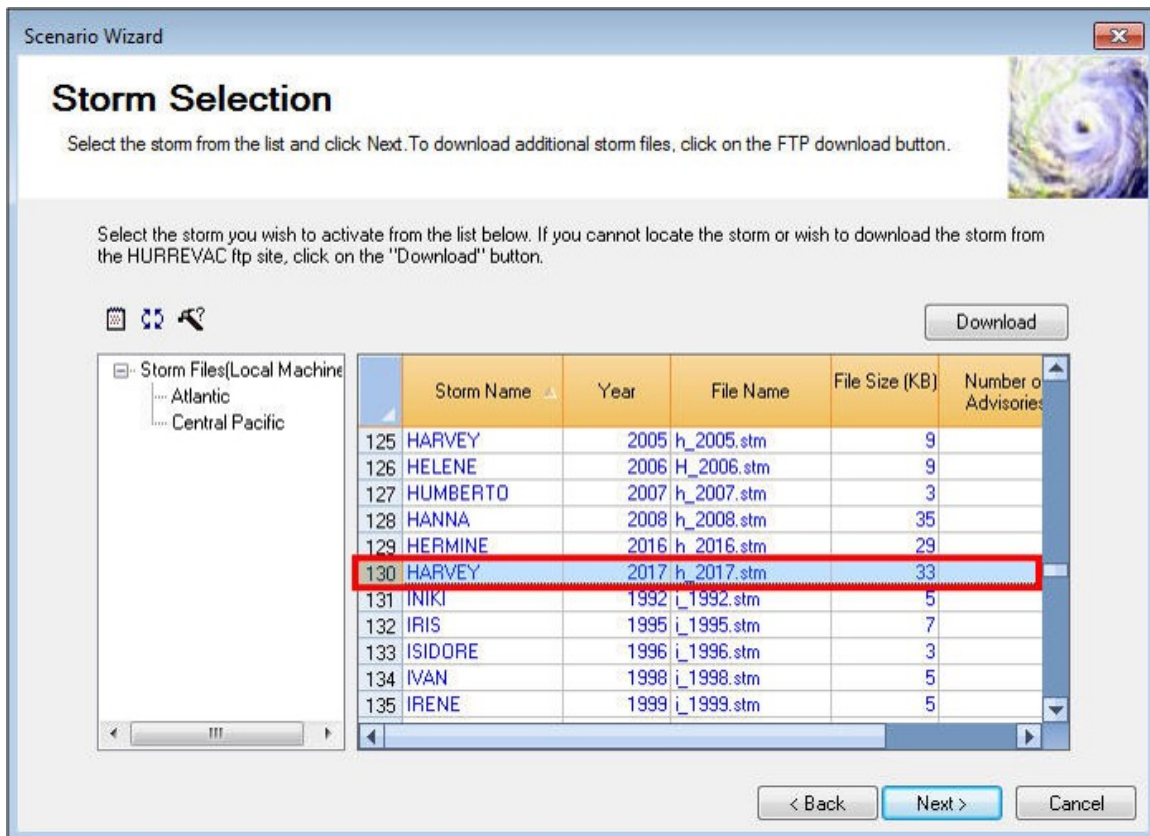 Scenario Wizard
Storm Selection
Select the storm from the list and click Next.To download additional storm files, click on the FTP download button.
Select the storm you wish to activate from the list below. If you cannot locate the storm or wish to download the storm from
the HURREVAC ftp site, click on the "Download" button.
Download
Storm Files(Local Machine
Atlantic
Central Pacific
Storm Name Year File Name File Size (KB) Number o
Advisories
125 HARVEY 2005 h_2005.stm 9
126 HELENE 2006 H_2006.stm 9
127 HUMBERTO 2007 h_2007.stm 3
128 HANNA 2008 h_2008.stm 35
129 HERMINE 2016 h_2016.stm 29
130 HARVEY 2017 h_2017.stm 33
131 INIKI 1992 i_1992.stm 5
132 IRIS 1995 i_1995.stm 7
133 ISIDORE 1996 i_1996.stm 3
134 IVAN 1998 i_1998.stm 5
135 IRENE 1999 i_1999.stm 5
< Back Next > Cancel